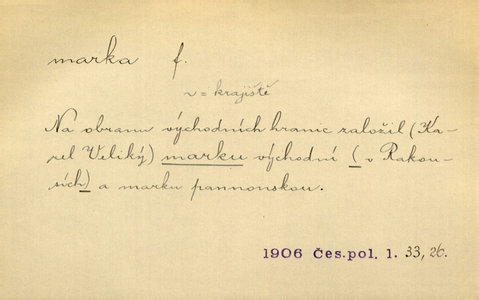 marka f.
v = krajiště
Na obranu východních hranic založil (Ka-
rel Veliký) marku východní (v Rakou-
sích) a marku pannonskou.
1906 Čes. pol. 1. 33, 26.